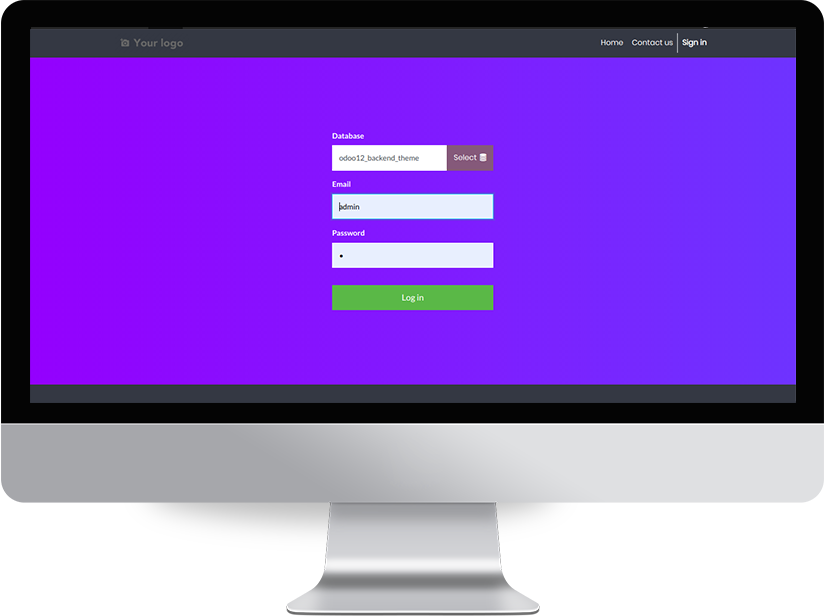 Your logo
Home Contact us Sign in
Database
odoo12_backend_theme Select
Email
admin
Password
•
Log in